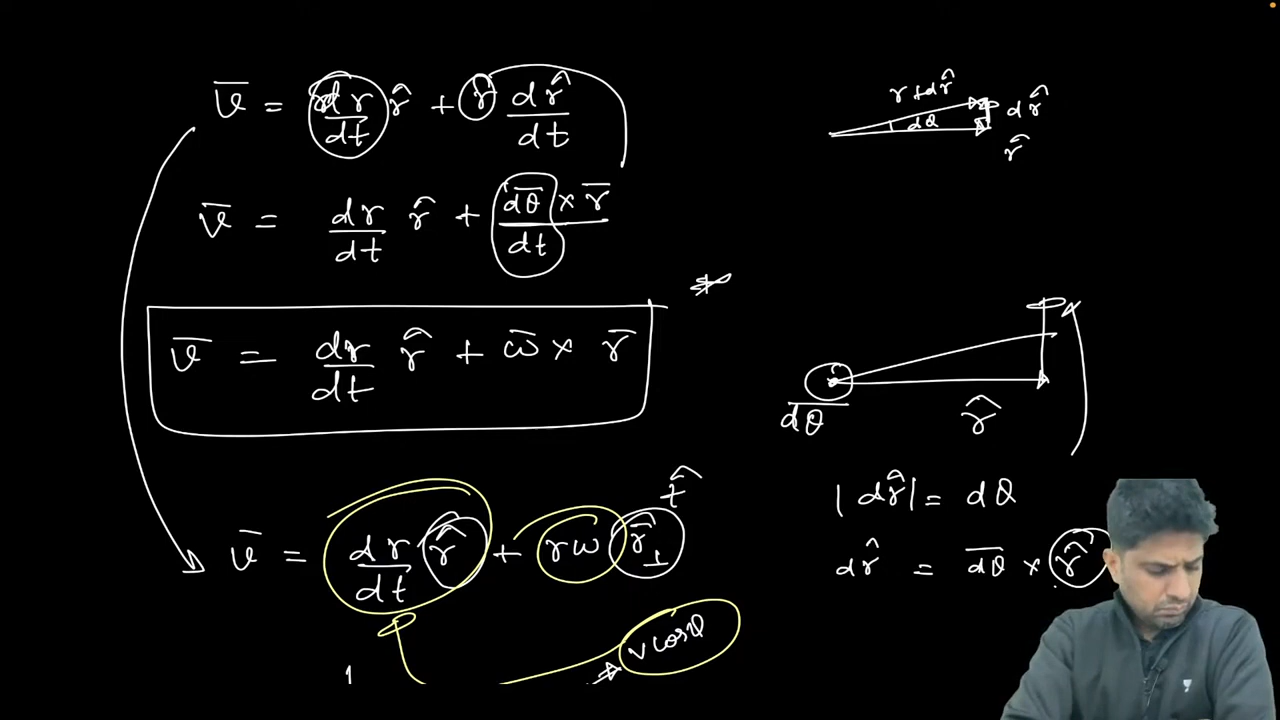 v̄ = dr/dt r̂ + r dr̂/dt
v̄ = dr/dt r̂ + dθ̄/dt × r̄
*
v̄ = dr/dt r̂ + ω̄ × r̄
t̂
v̄ = dr/dt r̂ + rω r̄⊥
v cosθ
r + dr̂
dθ
dr̂
r̂
dθ̄
r̂
|dr̂| = dθ
dr̂ = dθ̄ × r̂